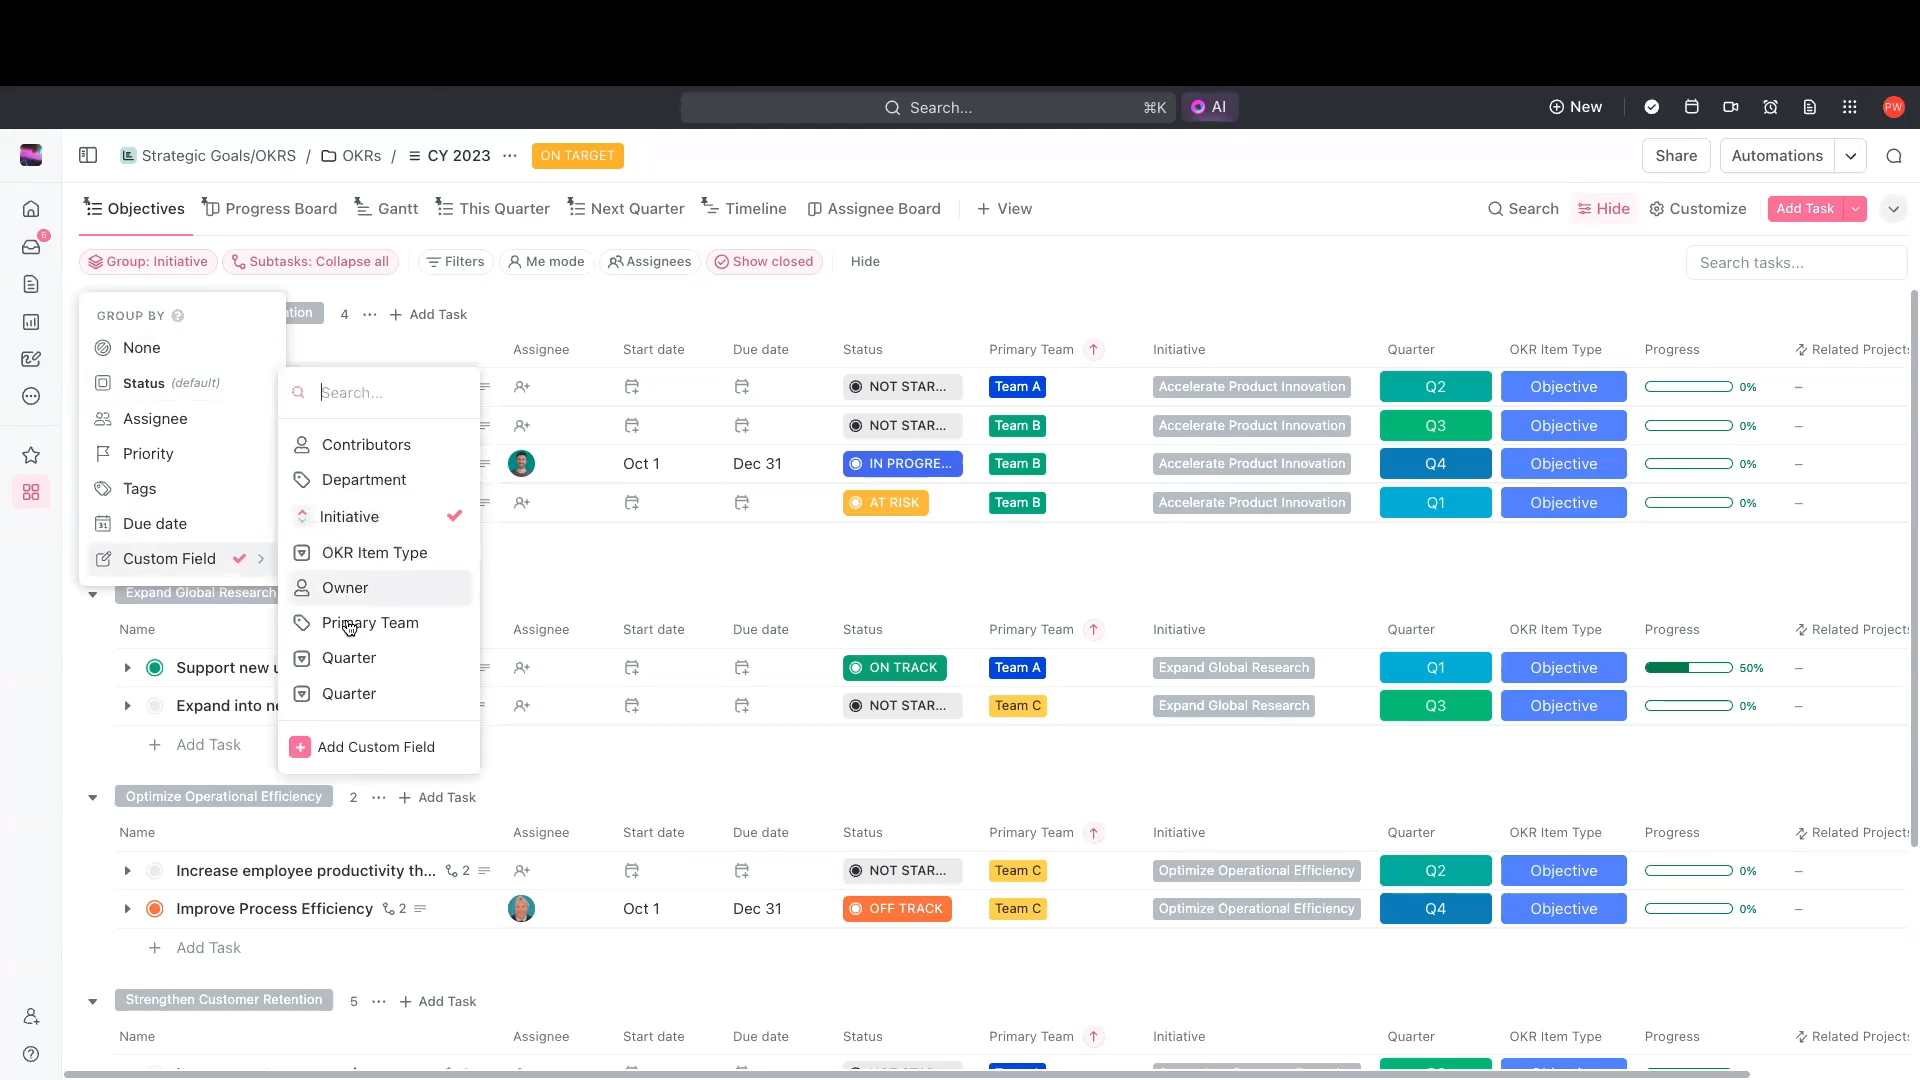 Search... ⌘K AI New PW
Strategic Goals/OKRS / OKRs / CY 2023 ... ON TARGET Share Automations
Objectives Progress Board Gantt This Quarter Next Quarter Timeline Assignee Board + View Search Hide Customize Add Task
6
Group: Initiative Subtasks: Collapse all Filters Me mode Assignees Show closed Hide Search tasks...
GROUP BY ?
None
Status (default)
Assignee
Priority
Tags
31 Due date
Custom Field
Search...
Contributors
Department
Initiative
OKR Item Type
Owner
Primary Team
Quarter
Quarter
+ Add Custom Field
4 ... + Add Task
Assignee Start date Due date Status Primary Team Initiative Quarter OKR Item Type Progress Related Projects
NOT STAR... Team A Accelerate Product Innovation Q2 Objective 0% –
NOT STAR... Team B Accelerate Product Innovation Q3 Objective 0% –
Oct 1 Dec 31 IN PROGRE... Team B Accelerate Product Innovation Q4 Objective 0% –
AT RISK Team B Accelerate Product Innovation Q1 Objective 0% –
Expand Global Research
Name Assignee Start date Due date Status Primary Team Initiative Quarter OKR Item Type Progress Related Projects
Support new ON TRACK Team A Expand Global Research Q1 Objective 50% –
Expand into NOT STAR... Team C Expand Global Research Q3 Objective 0% –
+ Add Task
Optimize Operational Efficiency 2 ... + Add Task
Name Assignee Start date Due date Status Primary Team Initiative Quarter OKR Item Type Progress Related Projects
Increase employee productivity th... 2 NOT STAR... Team C Optimize Operational Efficiency Q2 Objective 0% –
Improve Process Efficiency 2 Oct 1 Dec 31 OFF TRACK Team C Optimize Operational Efficiency Q4 Objective 0% –
+ Add Task
Strengthen Customer Retention 5 ... + Add Task
Name Assignee Start date Due date Status Primary Team Initiative Quarter OKR Item Type Progress Related Projects